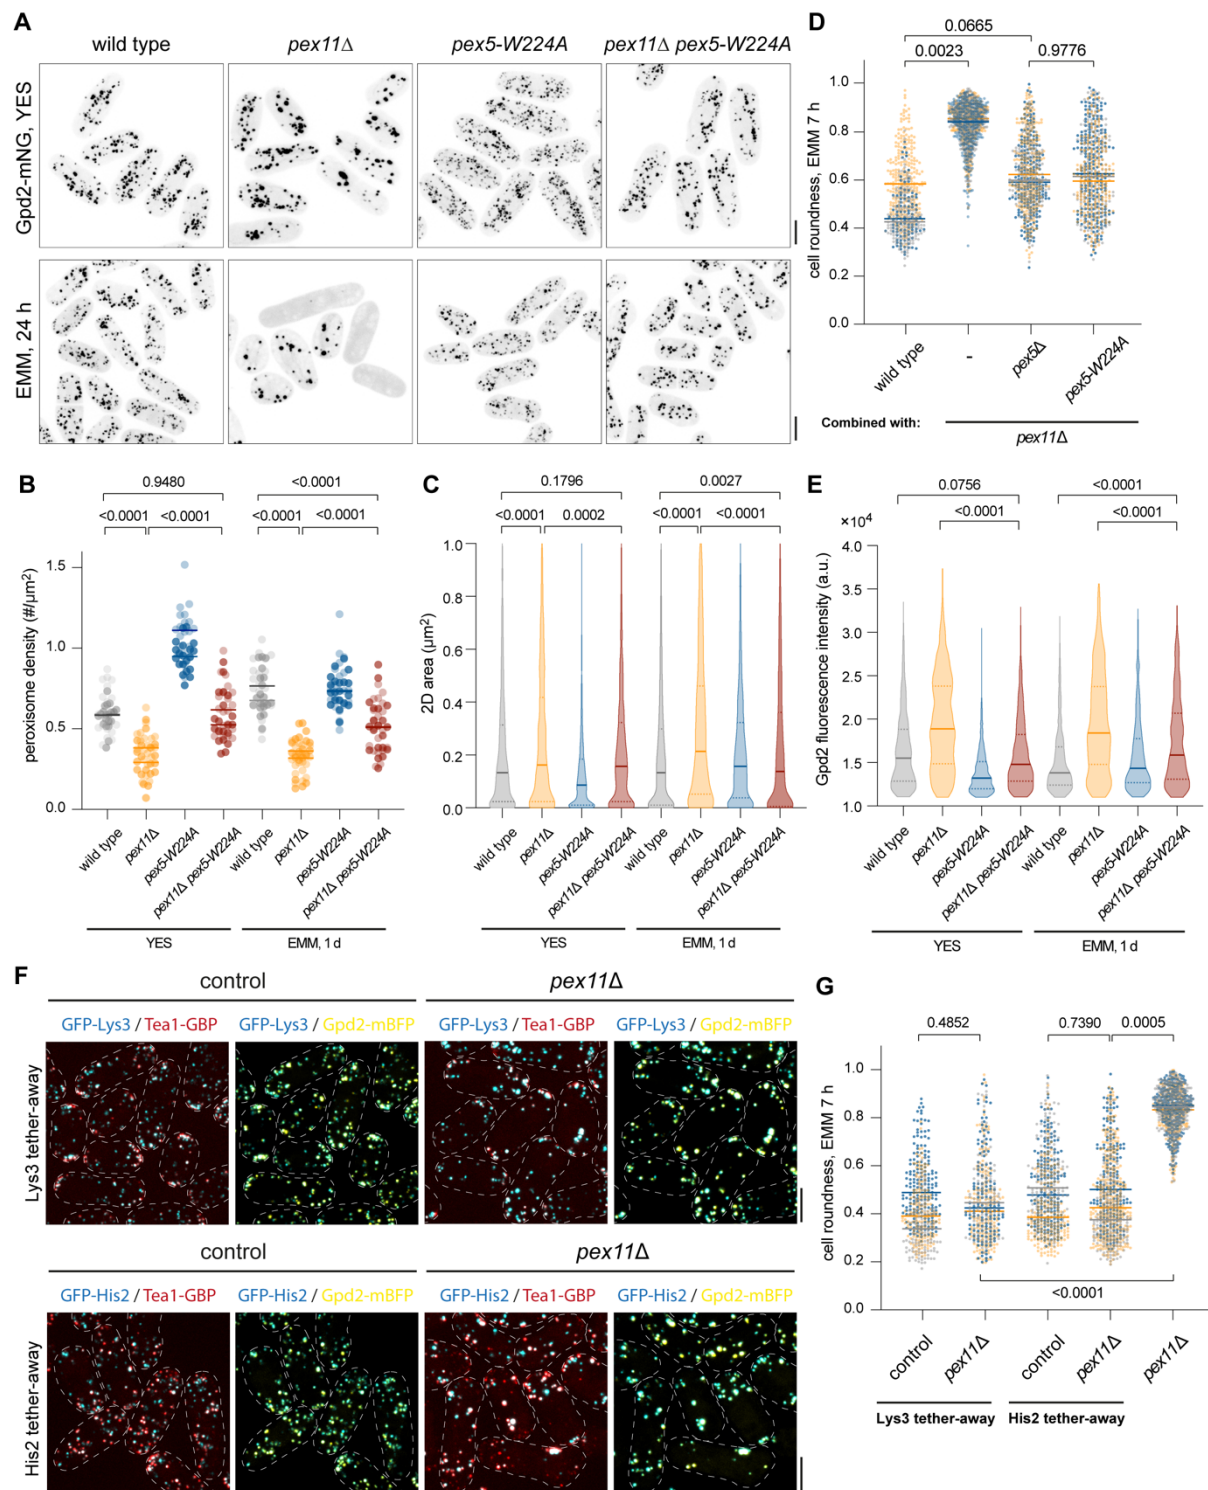 A
wild type
pex11Δ
pex5-W224A
pex11Δ pex5-W224A
Gpd2-mNG, YES
EMM, 24 h
D
0.0665
0.0023
0.9776
cell roundness, EMM 7 h
1.0
0.8
0.6
0.4
0.2
0.0
wild type
-
pex5Δ
pex5-W224A
Combined with:
pex11Δ
B
0.9480
<0.0001
<0.0001
<0.0001
<0.0001
<0.0001
peroxisome density (#/μm²)
1.5
1.0
0.5
0.0
wild type
pex11Δ
pex5-W224A
pex11Δ pex5-W224A
wild type
pex11Δ
pex5-W224A
pex11Δ pex5-W224A
YES
EMM, 1 d
C
0.1796
0.0027
<0.0001
0.0002
<0.0001
<0.0001
2D area (μm²)
1.0
0.8
0.6
0.4
0.2
0.0
wild type
pex11Δ
pex5-W224A
pex11Δ pex5-W224A
wild type
pex11Δ
pex5-W224A
pex11Δ pex5-W224A
YES
EMM, 1 d
E
0.0756
<0.0001
<0.0001
<0.0001
×10⁴
Gpd2 fluorescence intensity (a.u.)
4.0
3.5
3.0
2.5
2.0
1.5
1.0
wild type
pex11Δ
pex5-W224A
pex11Δ pex5-W224A
wild type
pex11Δ
pex5-W224A
pex11Δ pex5-W224A
YES
EMM, 1 d
F
control
pex11Δ
GFP-Lys3 / Tea1-GBP
GFP-Lys3 / Gpd2-mBFP
GFP-Lys3 / Tea1-GBP
GFP-Lys3 / Gpd2-mBFP
Lys3 tether-away
control
pex11Δ
GFP-His2 / Tea1-GBP
GFP-His2 / Gpd2-mBFP
GFP-His2 / Tea1-GBP
GFP-His2 / Gpd2-mBFP
His2 tether-away
G
0.4852
0.7390
0.0005
cell roundness, EMM 7 h
1.0
0.8
0.6
0.4
0.2
0.0
<0.0001
control
pex11Δ
control
pex11Δ
pex11Δ
Lys3 tether-away
His2 tether-away